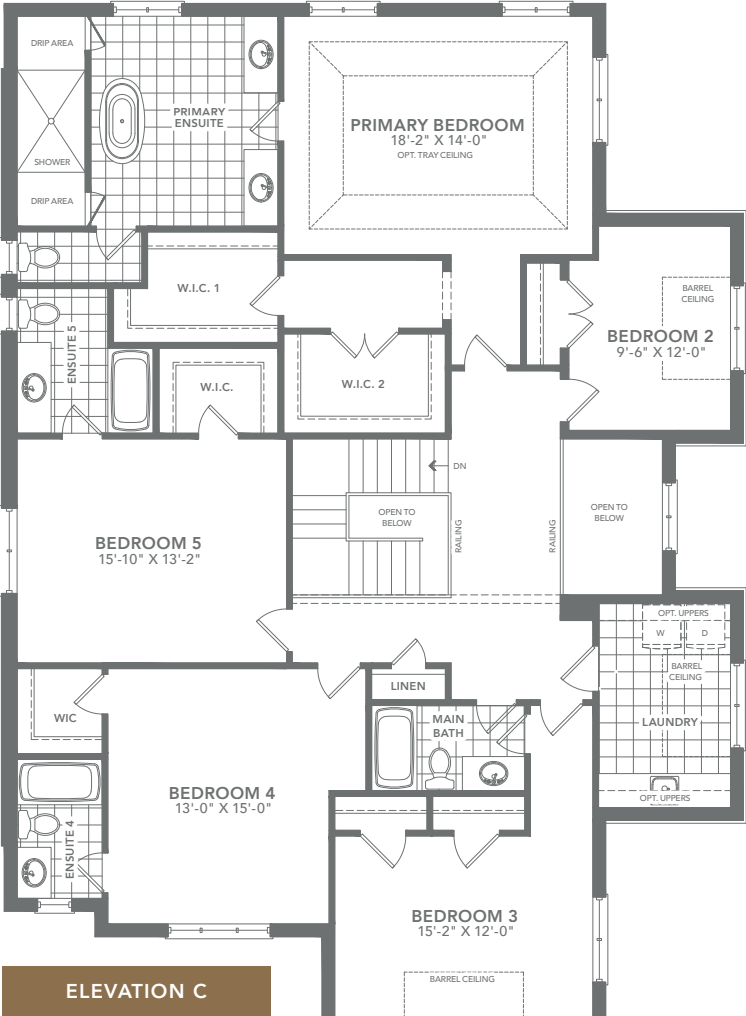 DRIP AREA
SHOWER
DRIP AREA
PRIMARY
ENSUITE
PRIMARY BEDROOM
18'-2" X 14'-0"
OPT. TRAY CEILING
W.I.C. 1
BARREL
CEILING
BEDROOM 2
9'-6" X 12'-0"
ENSUITE 5
W.I.C.
W.I.C. 2
DN
OPEN TO
BELOW
RAILING
RAILING
OPEN TO
BELOW
BEDROOM 5
15'-10" X 13'-2"
OPT. UPPERS
W
D
BARREL
CEILING
LAUNDRY
OPT. UPPERS
LINEN
WIC
MAIN
BATH
BEDROOM 4
13'-0" X 15'-0"
ENSUITE 4
BEDROOM 3
15'-2" X 12'-0"
BARREL CEILING
ELEVATION C